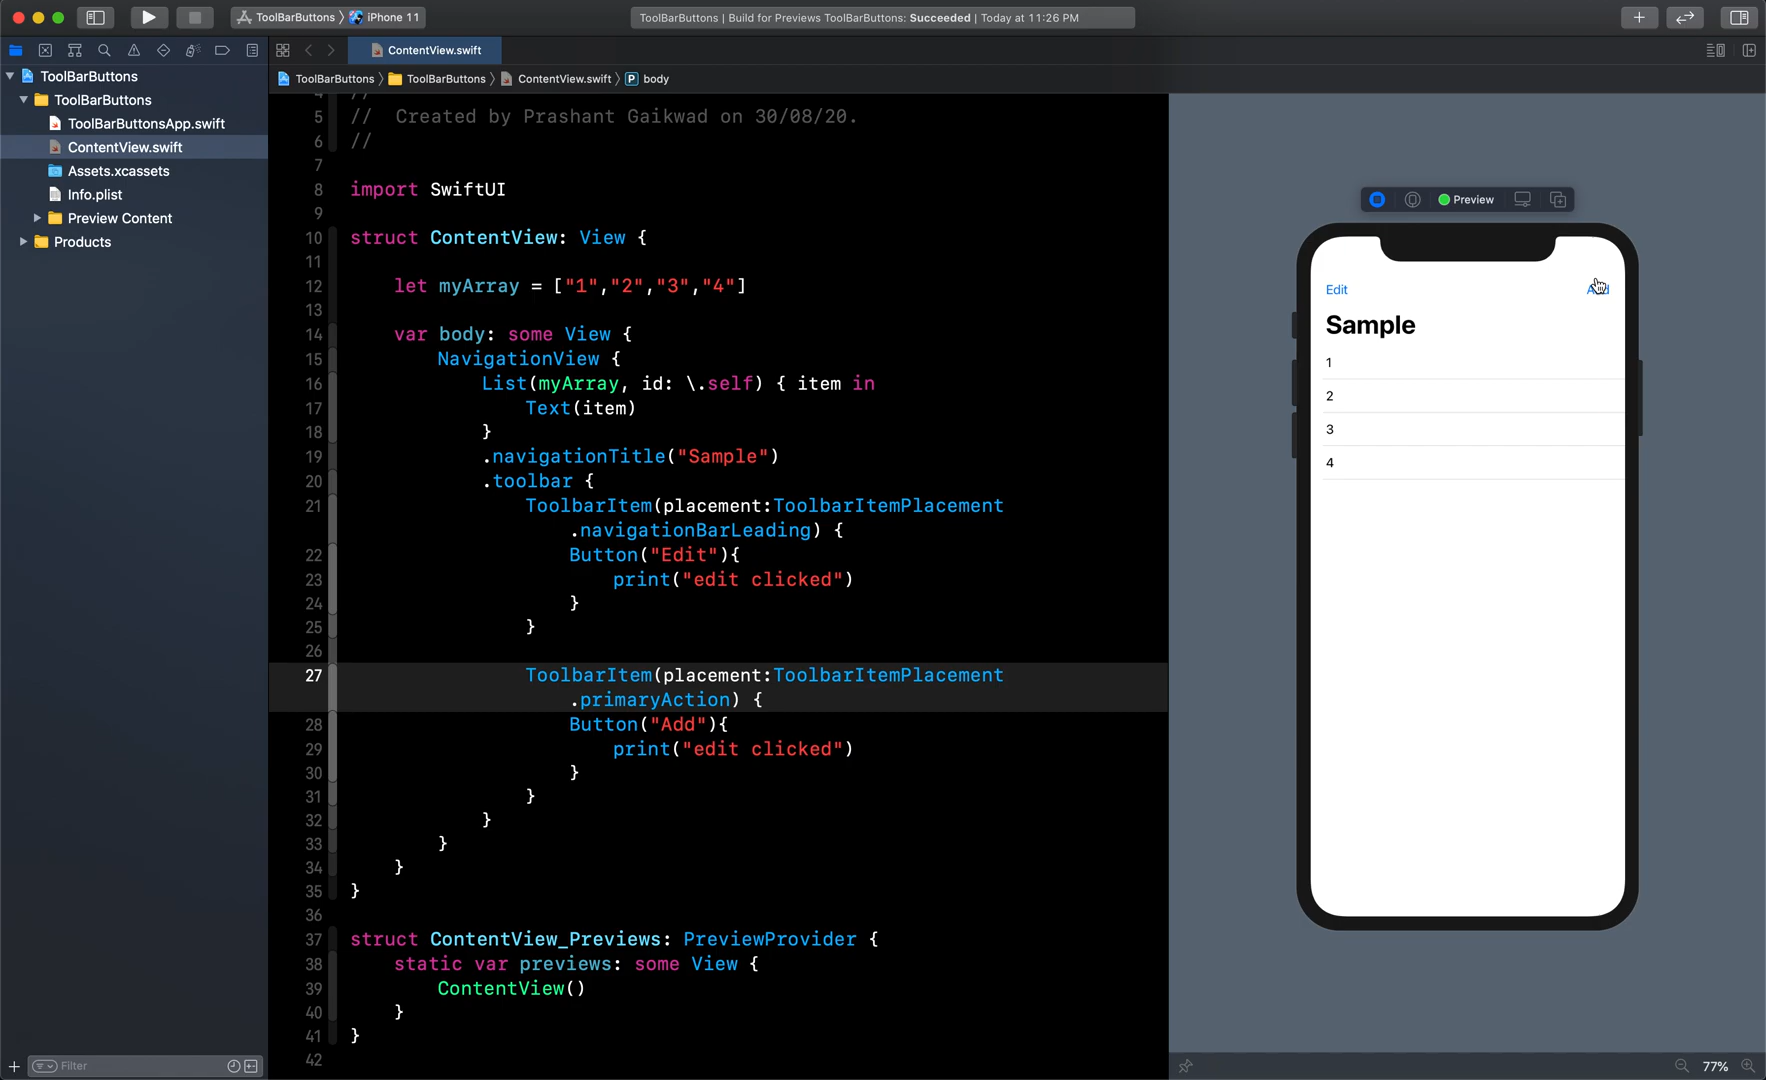 ToolBarButtons 〉 iPhone 11
ToolBarButtons | Build for Previews ToolBarButtons: Succeeded | Today at 11:26 PM
ContentView.swift
ToolBarButtons 〉 ToolBarButtons 〉 ContentView.swift 〉 P body
ToolBarButtons
ToolBarButtons
ToolBarButtonsApp.swift
ContentView.swift
Assets.xcassets
Info.plist
Preview Content
Products
Filter
5 // Created by Prashant Gaikwad on 30/08/20.
6 //
7
8 import SwiftUI
9
10 struct ContentView: View {
11
12 let myArray = ["1","2","3","4"]
13
14 var body: some View {
15 NavigationView {
16 List(myArray, id: \.self) { item in
17 Text(item)
18 }
19 .navigationTitle("Sample")
20 .toolbar {
21 ToolbarItem(placement:ToolbarItemPlacement
.navigationBarLeading) {
22 Button("Edit"){
23 print("edit clicked")
24 }
25 }
26
27 ToolbarItem(placement:ToolbarItemPlacement
.primaryAction) {
28 Button("Add"){
29 print("edit clicked")
30 }
31 }
32 }
33 }
34 }
35 }
36
37 struct ContentView_Previews: PreviewProvider {
38 static var previews: some View {
39 ContentView()
40 }
41 }
42
Preview
Edit
Add
Sample
1
2
3
4
77%